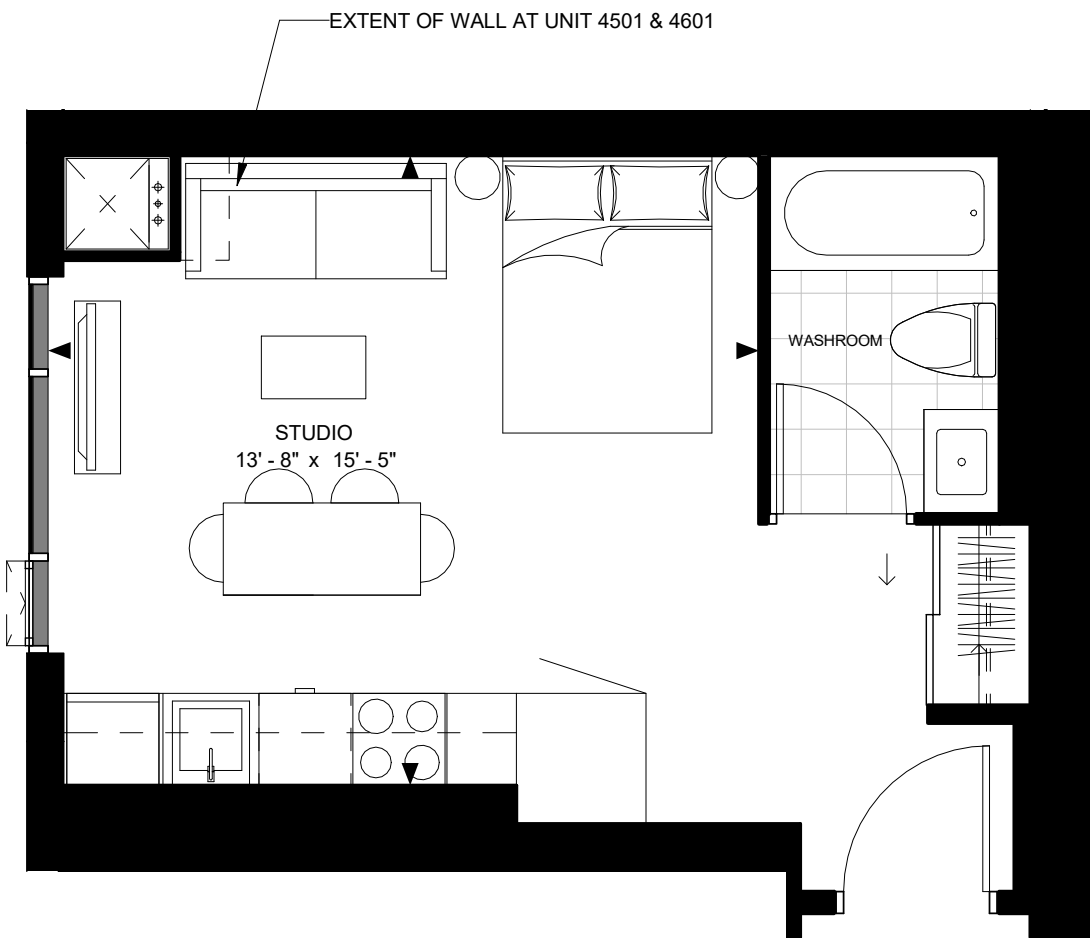 EXTENT OF WALL AT UNIT 4501 & 4601
WASHROOM
STUDIO
13' - 8" x 15' - 5"